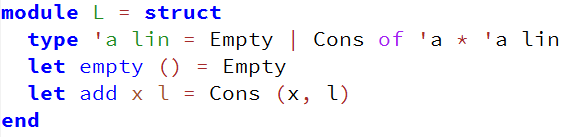 module L = struct
  type 'a lin = Empty | Cons of 'a * 'a lin
  let empty () = Empty
  let add x l = Cons (x, l)
end